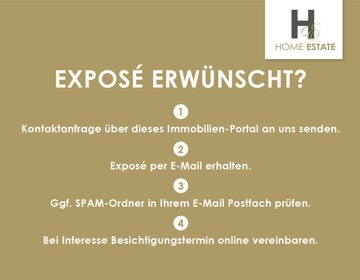 H
HOME ESTATE
EXPOSÉ ERWÜNSCHT?
1
Kontaktanfrage über dieses Immobilien-Portal an uns senden.
2
Exposé per E-Mail erhalten.
3
Ggf. SPAM-Ordner in Ihrem E-Mail Postfach prüfen.
4
Bei Interesse Besichtigungstermin online vereinbaren.